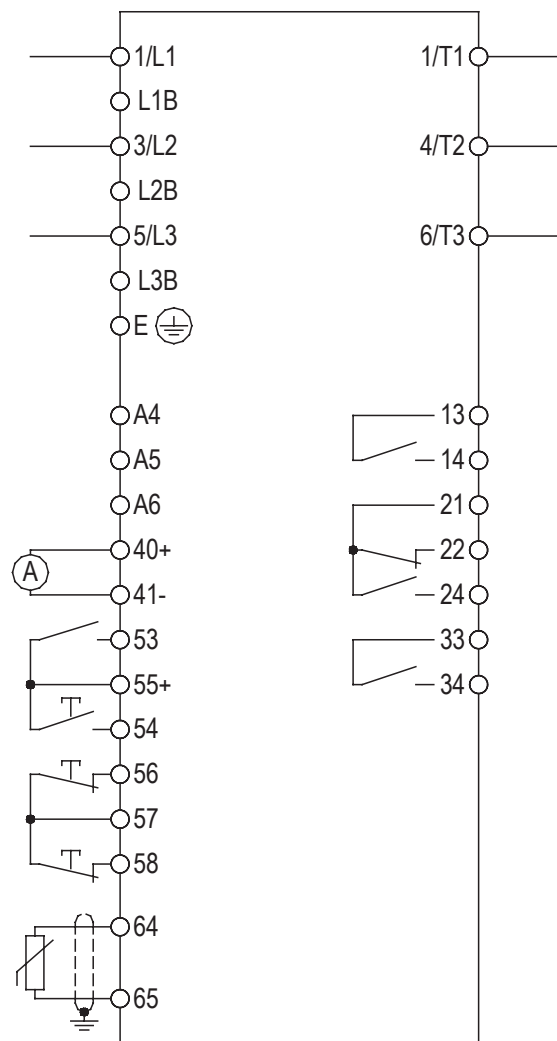 1/L1 1/T1
L1B
3/L2 4/T2
L2B
5/L3 6/T3
L3B
E
A4 13
A5 14
A6 21
40+ 22
A
41- 24
53 33
55+ 34
54
56
57
58
64
65